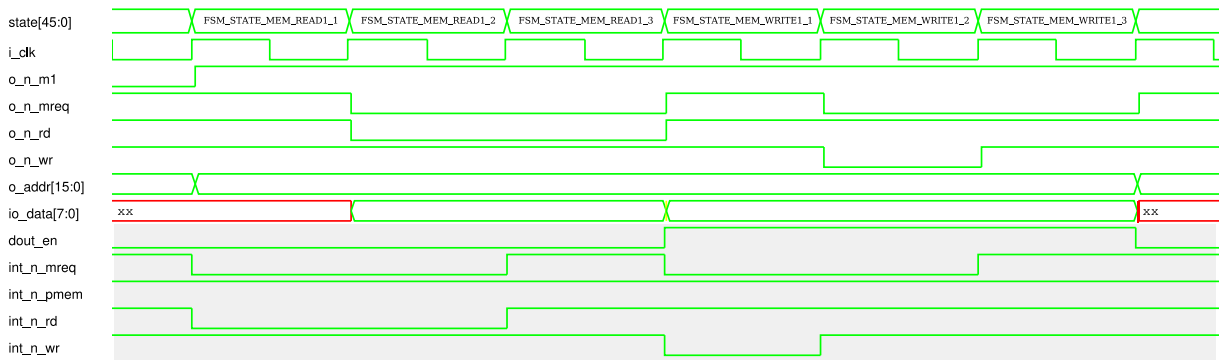 state[45:0] FSM_STATE_MEM_READ1_1 FSM_STATE_MEM_READ1_2 FSM_STATE_MEM_READ1_3 FSM_STATE_MEM_WRITE1_1 FSM_STATE_MEM_WRITE1_2 FSM_STATE_MEM_WRITE1_3
i_clk
o_n_m1
o_n_mreq
o_n_rd
o_n_wr
o_addr[15:0]
io_data[7:0] xx xx
dout_en
int_n_mreq
int_n_pmem
int_n_rd
int_n_wr